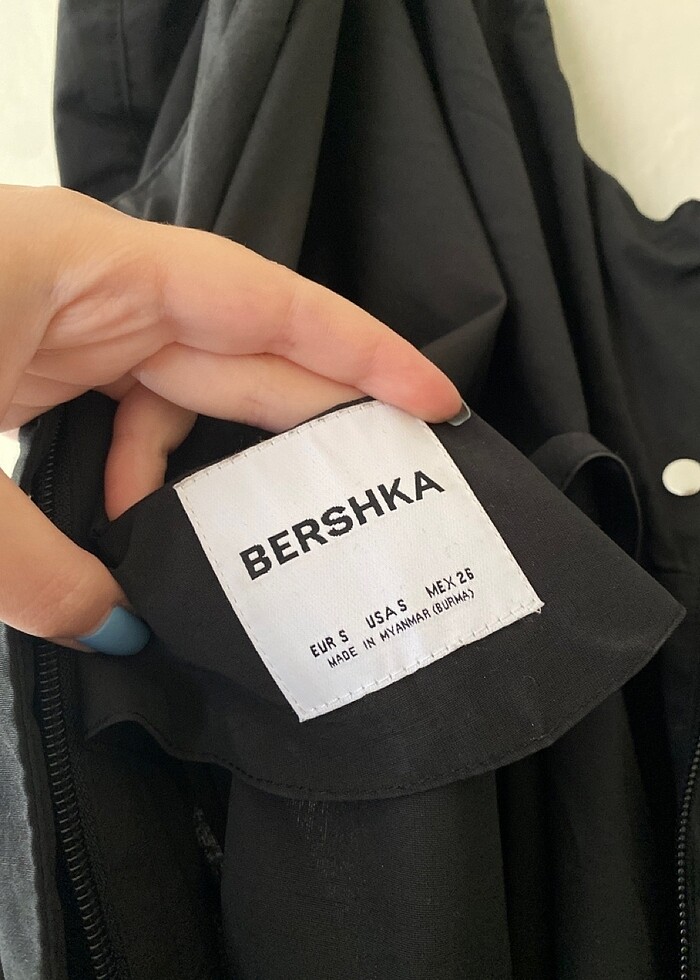 BERSHKA
EUR S USA S MEX 26
MADE IN MYANMAR (BURMA)